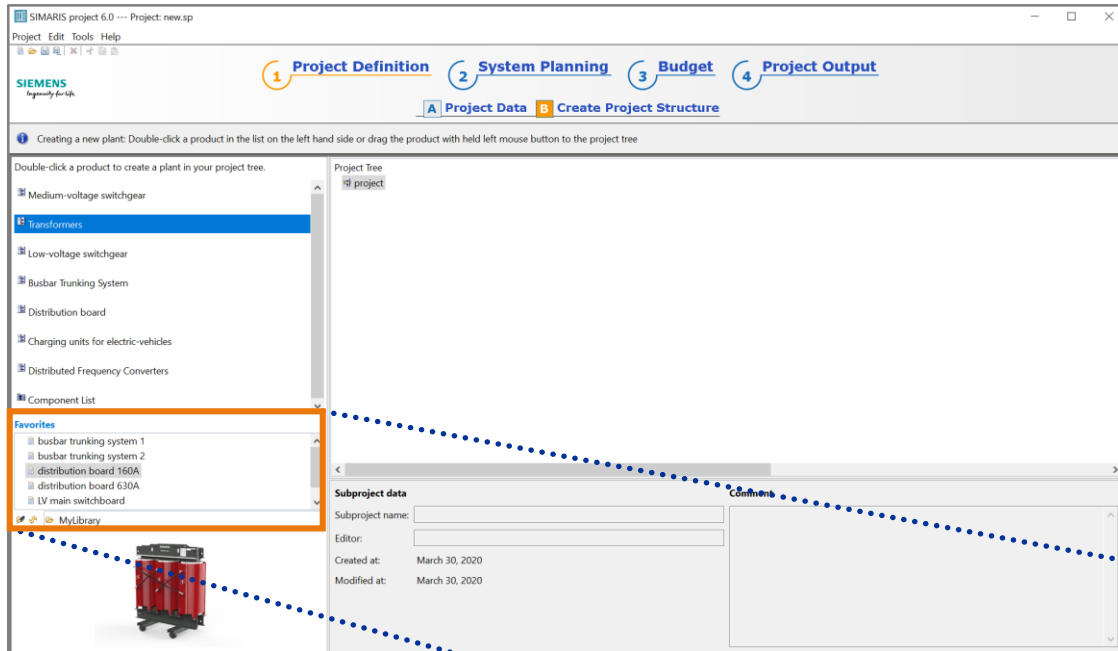 SIMARIS project 6.0 --- Project: new.sp
Project Edit Tools Help
SIEMENS
Ingenuity for life
1 Project Definition 2 System Planning 3 Budget 4 Project Output
A Project Data B Create Project Structure
Creating a new plant: Double-click a product in the list on the left hand side or drag the product with held left mouse button to the project tree
Double-click a product to create a plant in your project tree.
Medium-voltage switchgear
Transformers
Low-voltage switchgear
Busbar Trunking System
Distribution board
Charging units for electric-vehicles
Distributed Frequency Converters
Component List
Favorites
busbar trunking system 1
busbar trunking system 2
distribution board 160A
distribution board 630A
LV main switchboard
MyLibrary
Project Tree
project
Subproject data
Subproject name:
Editor:
Created at: March 30, 2020
Modified at: March 30, 2020
Comment